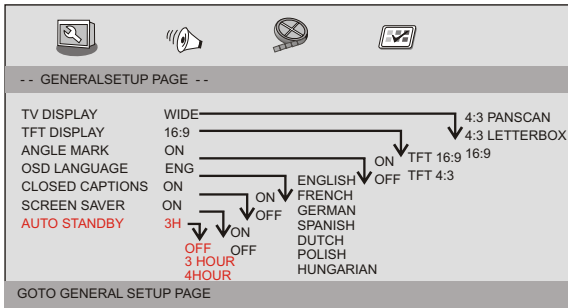 - - GENERALSETUP PAGE - -
TV DISPLAY WIDE
TFT DISPLAY 16:9
ANGLE MARK ON
OSD LANGUAGE ENG
CLOSED CAPTIONS ON
SCREEN SAVER ON
AUTO STANDBY 3H
4:3 PANSCAN
4:3 LETTERBOX
16:9
TFT 16:9
TFT 4:3
ON
OFF
ENGLISH
FRENCH
GERMAN
SPANISH
DUTCH
POLISH
HUNGARIAN
ON
OFF
ON
OFF
OFF
3 HOUR
4HOUR
GOTO GENERAL SETUP PAGE